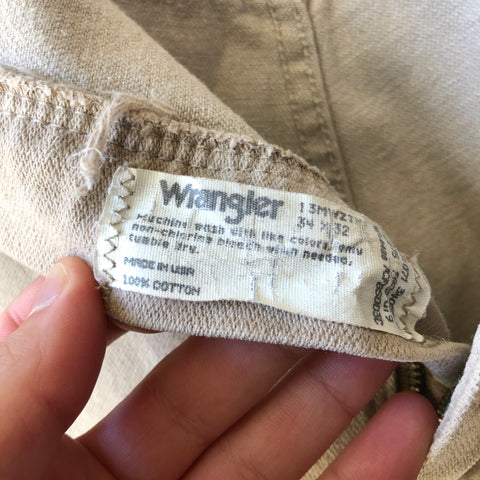 Wrangler
13MWZTN
34 X 32
Machine wash with like colors, only
non-chlorine bleach when needed,
tumble dry.
MADE IN USA
100% COTTON